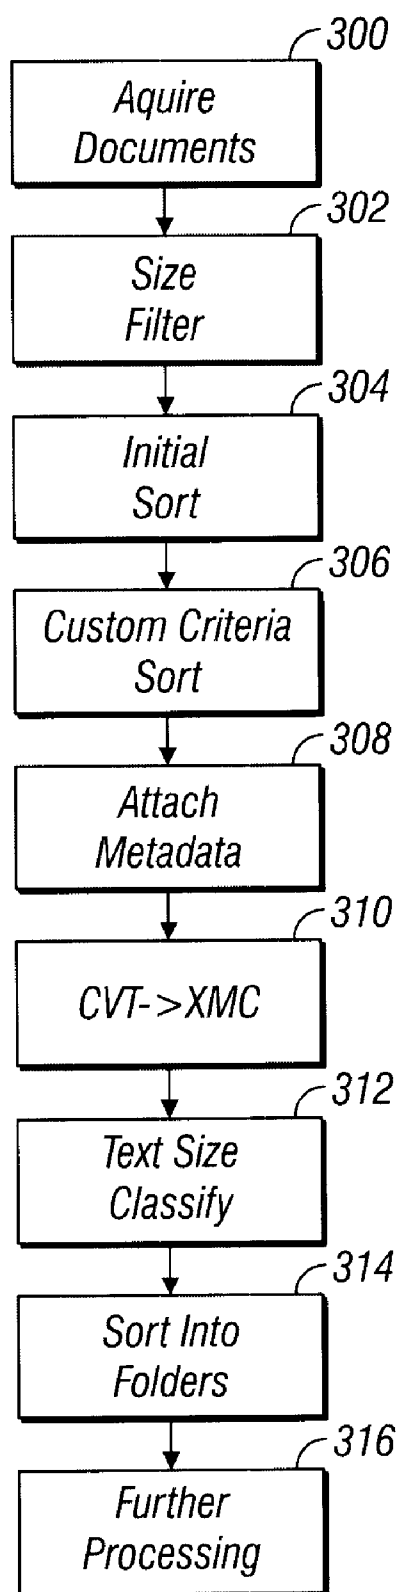 300
Aquire
Documents
302
Size
Filter
304
Initial
Sort
306
Custom Criteria
Sort
308
Attach
Metadata
310
CVT->XMC
312
Text Size
Classify
314
Sort Into
Folders
316
Further
Processing